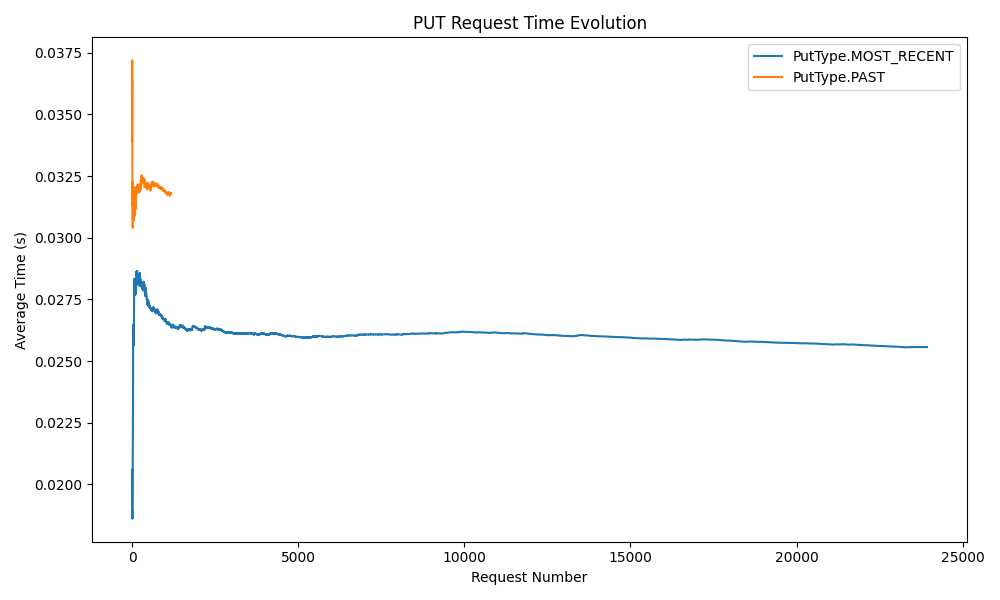 PUT Request Time Evolution
PutType.MOST_RECENT
PutType.PAST
Average Time (s)
0.0375
0.0350
0.0325
0.0300
0.0275
0.0250
0.0225
0.0200
0
5000
10000
15000
20000
25000
Request Number